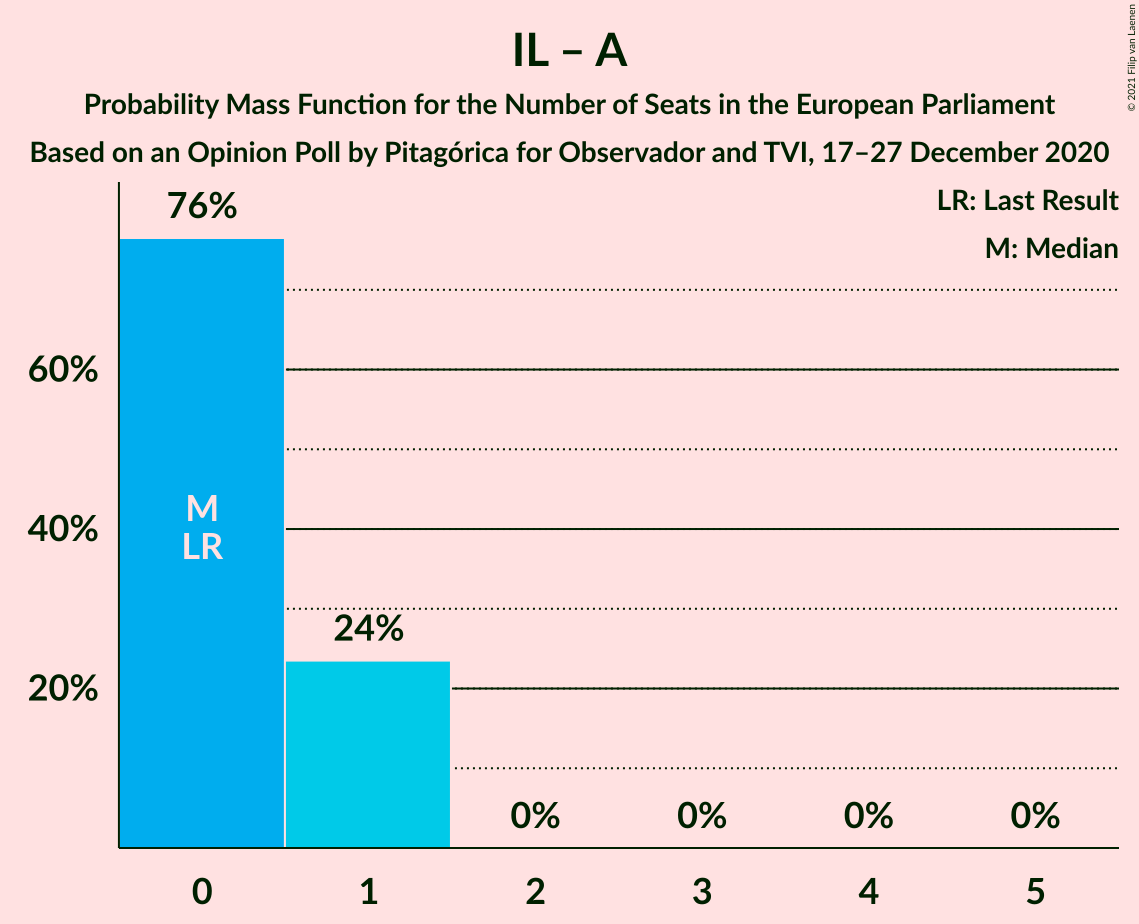 IL – A
Probability Mass Function for the Number of Seats in the European Parliament
Based on an Opinion Poll by Pitagórica for Observador and TVI, 17–27 December 2020
© 2021 Filip van Laenen
LR: Last Result
M: Median
76%
60%
40%
20%
M
LR
24%
0%
0%
0%
0%
0
1
2
3
4
5